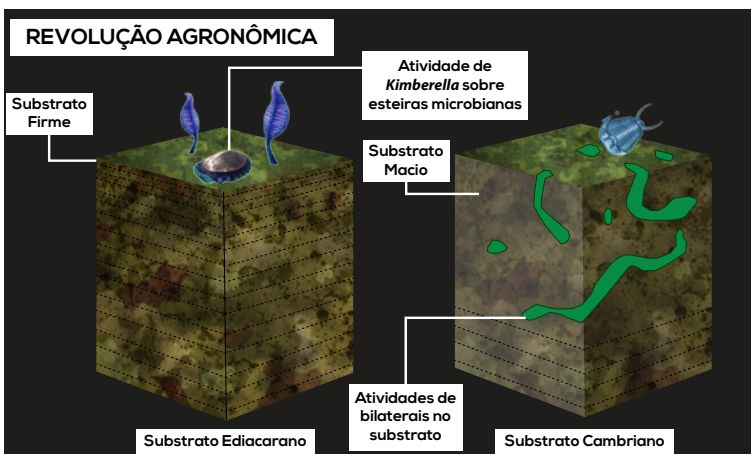 REVOLUÇÃO AGRONÔMICA
Atividade de
Kimberella sobre
esteiras microbianas
Substrato
Firme
Substrato
Macio
Atividades de
bilaterais no
substrato
Substrato Ediacarano
Substrato Cambriano